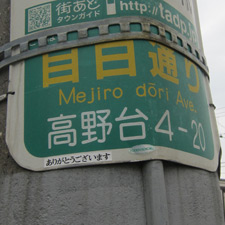 街あど
タウンガイド
http://tadp.j
目白通り
Mejiro dōri Ave.
高野台4-20
ありがとうございます